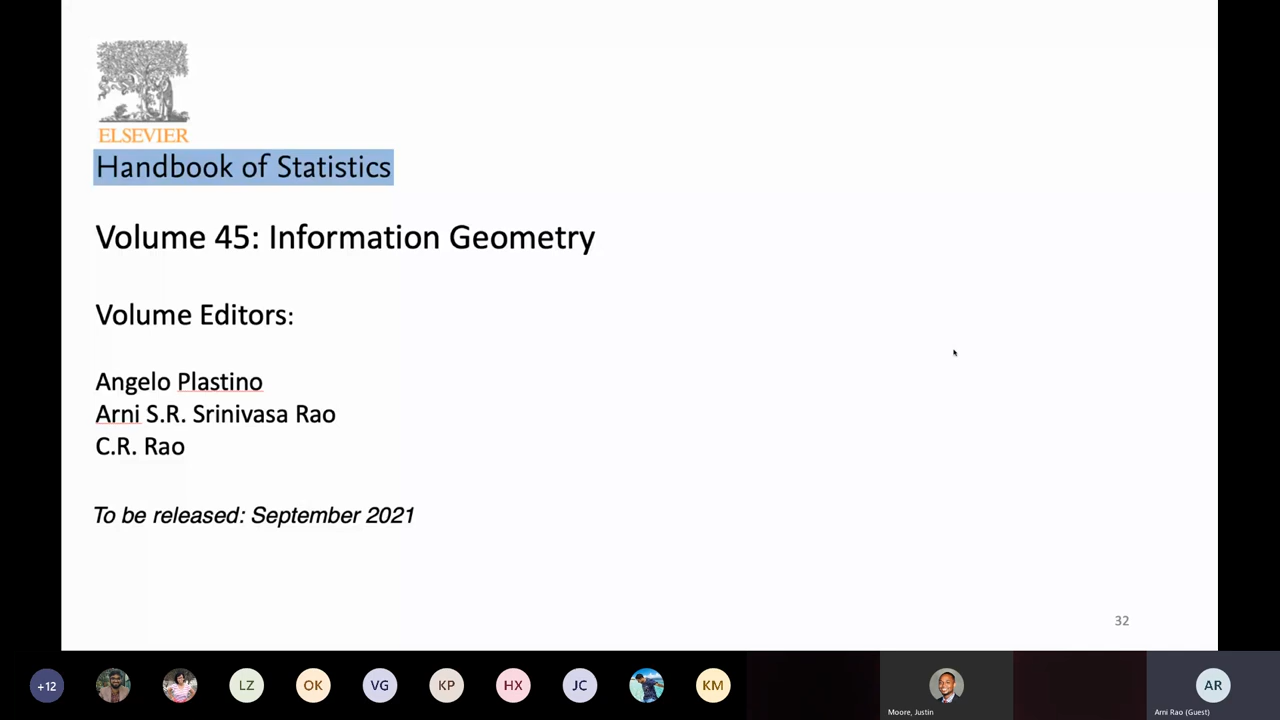 ELSEVIER
Handbook of Statistics
Volume 45: Information Geometry
Volume Editors:
Angelo Plastino
Arni S.R. Srinivasa Rao
C.R. Rao
To be released: September 2021
32
+12
LZ
OK
VG
KP
HX
JC
KM
Moore, Justin
AR
Arni Rao (Guest)